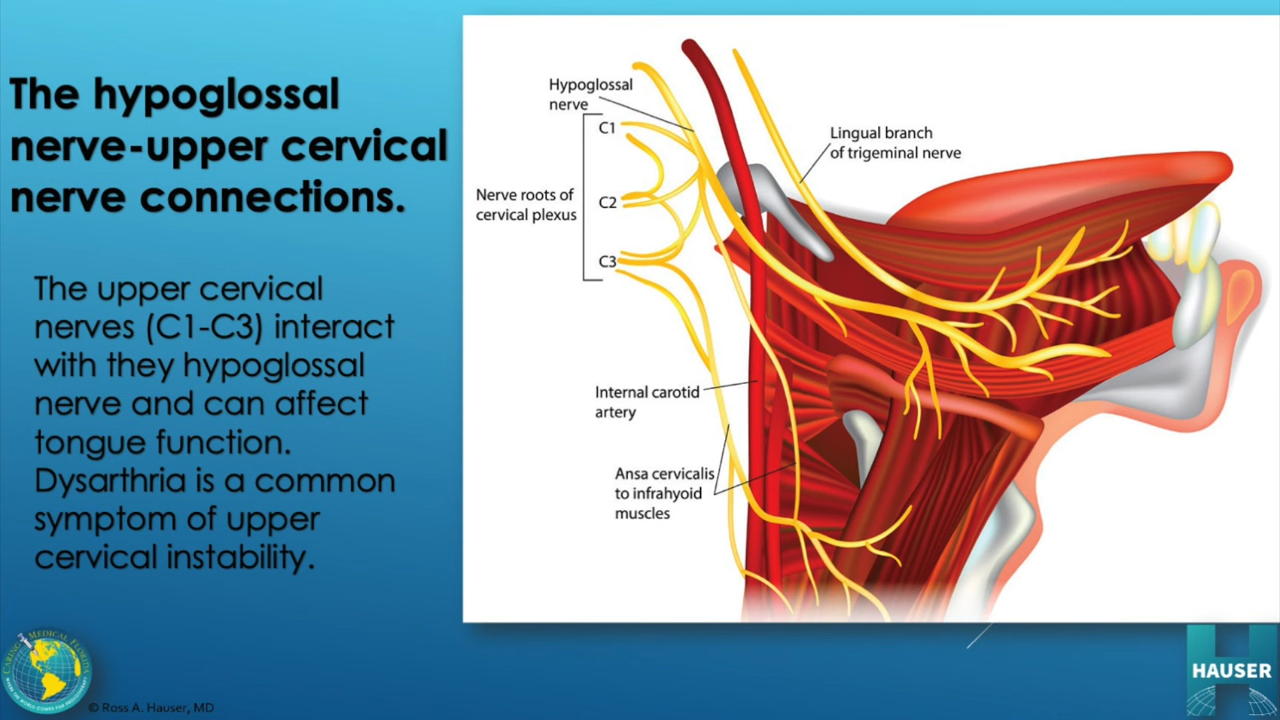 The hypoglossal
nerve-upper cervical
nerve connections.
The upper cervical
nerves (C1-C3) interact
with they hypoglossal
nerve and can affect
tongue function.
Dysarthria is a common
symptom of upper
cervical instability.
Hypoglossal
nerve
C1
Nerve roots of
cervical plexus
C2
C3
Lingual branch
of trigeminal nerve
Internal carotid
artery
Ansa cervicalis
to infrahyoid
muscles
CARING MEDICAL FLORIDA
© Ross A. Hauser, MD
H
HAUSER